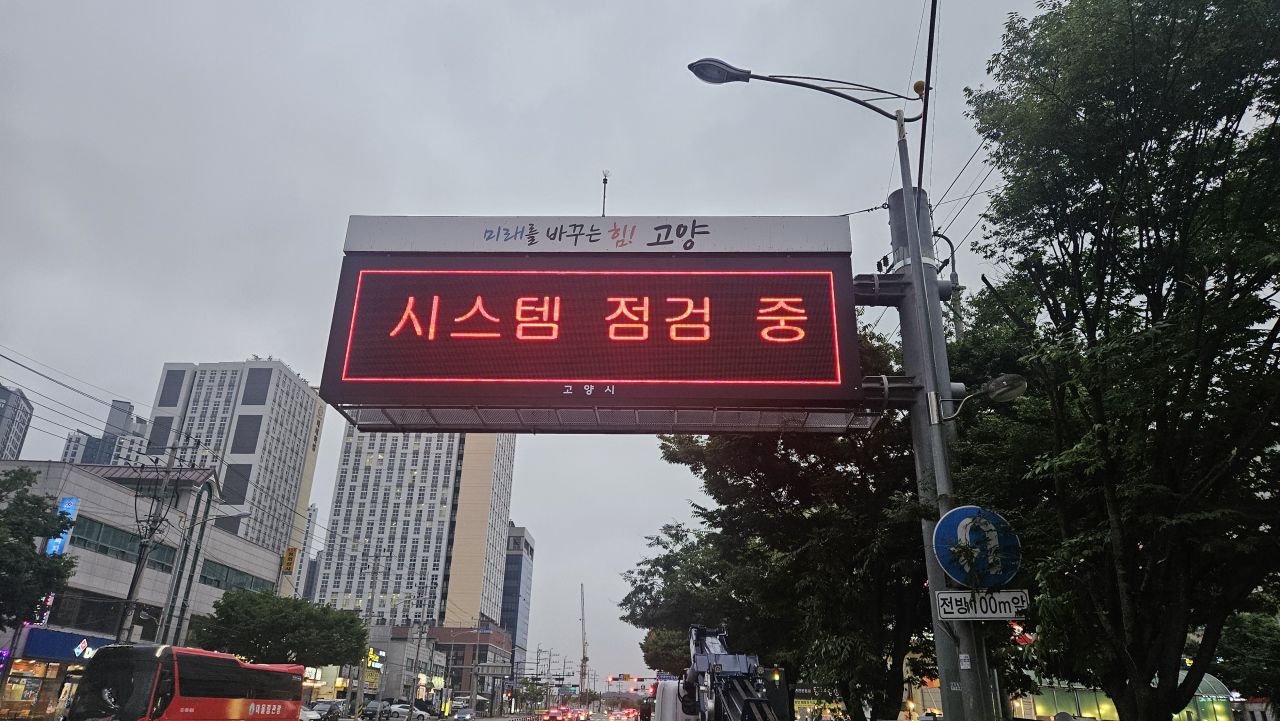 미래를 바꾸는 힘! 고양
시스템 점검 중
고양시
전방100m앞